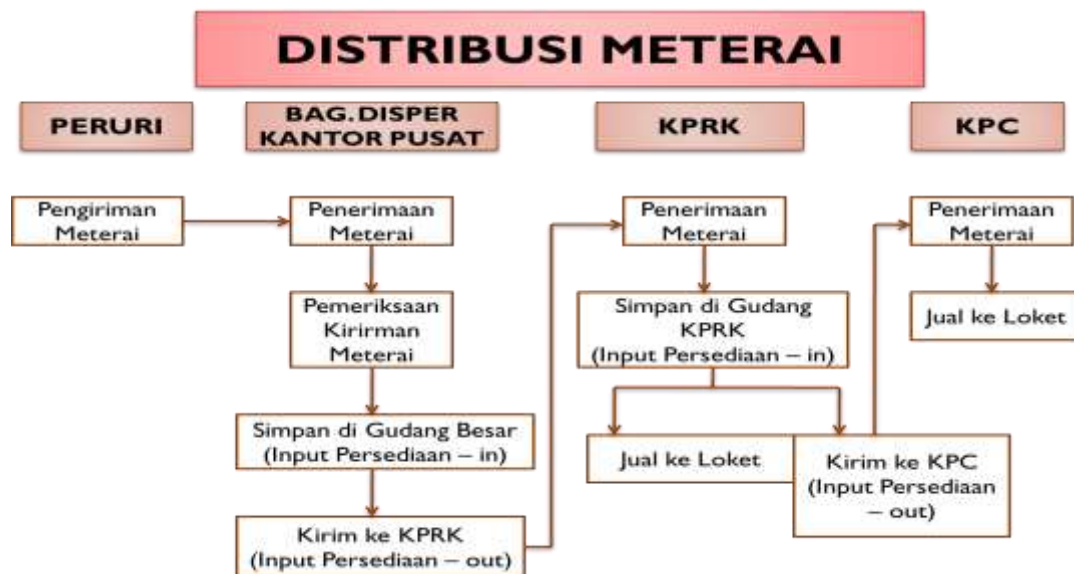 DISTRIBUSI METERAI
PERURI
BAG. DISPER
KANTOR PUSAT
KPRK
KPC
Pengiriman
Meterai
Penerimaan
Meterai
Pemeriksaan
Kirirman
Meterai
Simpan di Gudang Besar
(Input Persediaan – in)
Kirim ke KPRK
(Input Persediaan – out)
Penerimaan
Meterai
Simpan di Gudang
KPRK
(Input Persediaan – in)
Jual ke Loket
Kirim ke KPC
(Input Persediaan
– out)
Penerimaan
Meterai
Jual ke Loket